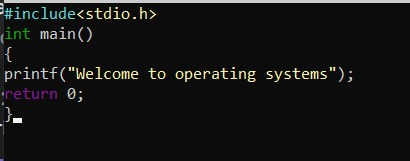 #include<stdio.h>
int main()
{
printf("Welcome to operating systems");
return 0;
}